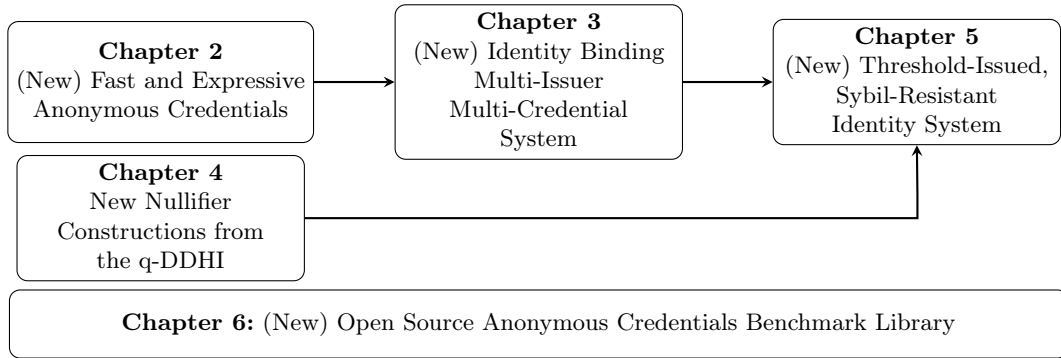 Chapter 2
(New) Fast and Expressive
Anonymous Credentials
Chapter 3
(New) Identity Binding
Multi-Issuer
Multi-Credential
System
Chapter 5
(New) Threshold-Issued,
Sybil-Resistant
Identity System
Chapter 4
New Nullifier
Constructions from
the q-DDHI
Chapter 6: (New) Open Source Anonymous Credentials Benchmark Library